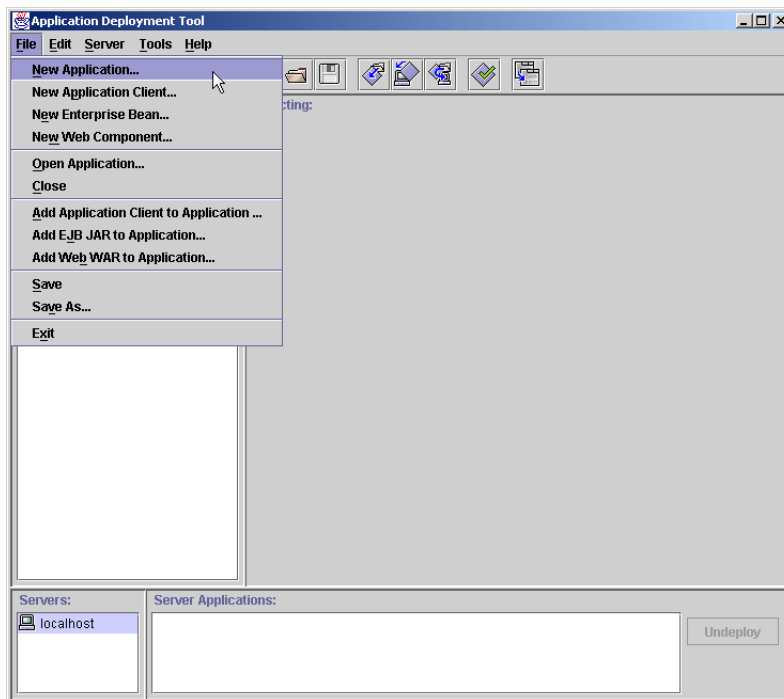 Application Deployment Tool
File Edit Server Tools Help
New Application...
New Application Client...
New Enterprise Bean...
New Web Component...
Open Application...
Close
Add Application Client to Application ...
Add EJB JAR to Application...
Add Web WAR to Application...
Save
Save As...
Exit
cting:
Servers:
localhost
Server Applications:
Undeploy